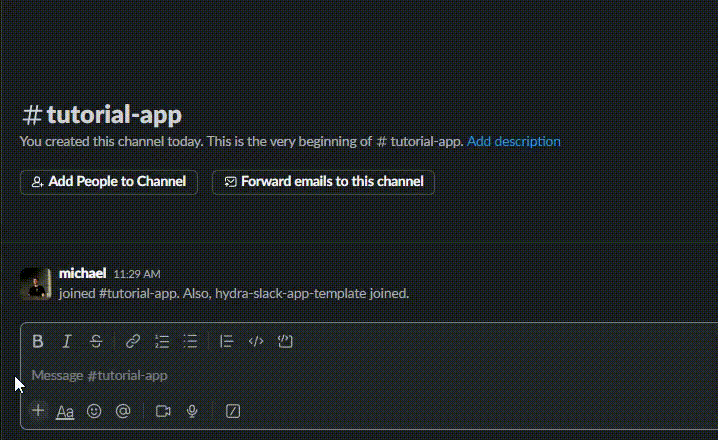 # tutorial-app
You created this channel today. This is the very beginning of # tutorial-app. Add description
Add People to Channel Forward emails to this channel
michael 11:29 AM
joined #tutorial-app. Also, hydra-slack-app-template joined.
B I S
Message #tutorial-app
+ Aa @